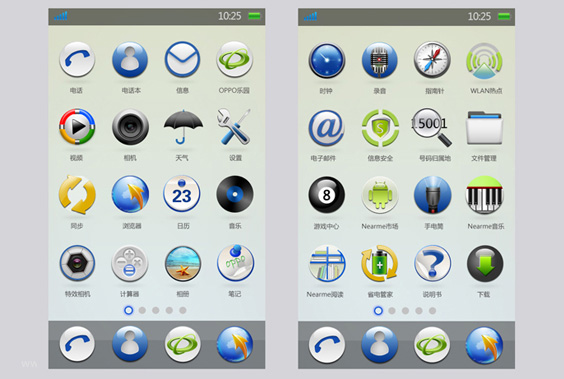 10:25
电话 电话本 信息 OPPO乐园
视频 相机 天气 设置
23
同步 浏览器 日历 音乐
特效相机 计算器 相册 笔记
10:25
时钟 录音 指南针 WLAN热点
@ S 15001
电子邮件 信息安全 号码归属地 文件管理
8
游戏中心 Nearme市场 手电筒 Nearme音乐
?
Nearme阅读 省电管家 说明书 下载